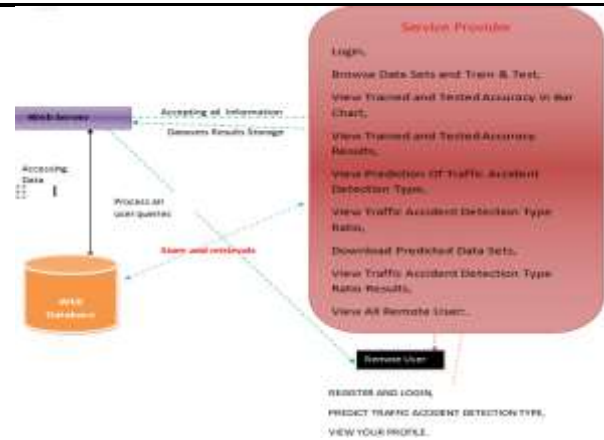 Service Provider
Login,
Browse Data Sets and Train & Test,
View Trained and Tested Accuracy in Bar
Chart,
View Trained and Tested Accuracy
Results,
View Prediction Of Traffic Accident
Detection Type,
View Traffic Accident Detection Type
Ratio,
Download Predicted Data Sets,
View Traffic Accident Detection Type
Ratio Results,
View All Remote Users.
Web Server
Accepting all Information
Datasets Results Storage
Accessing
Data
Process all
user queries
Store and retrievals
WEB
Database
Remote User
REGISTER AND LOGIN,
PREDICT TRAFFIC ACCIDENT DETECTION TYPE,
VIEW YOUR PROFILE.